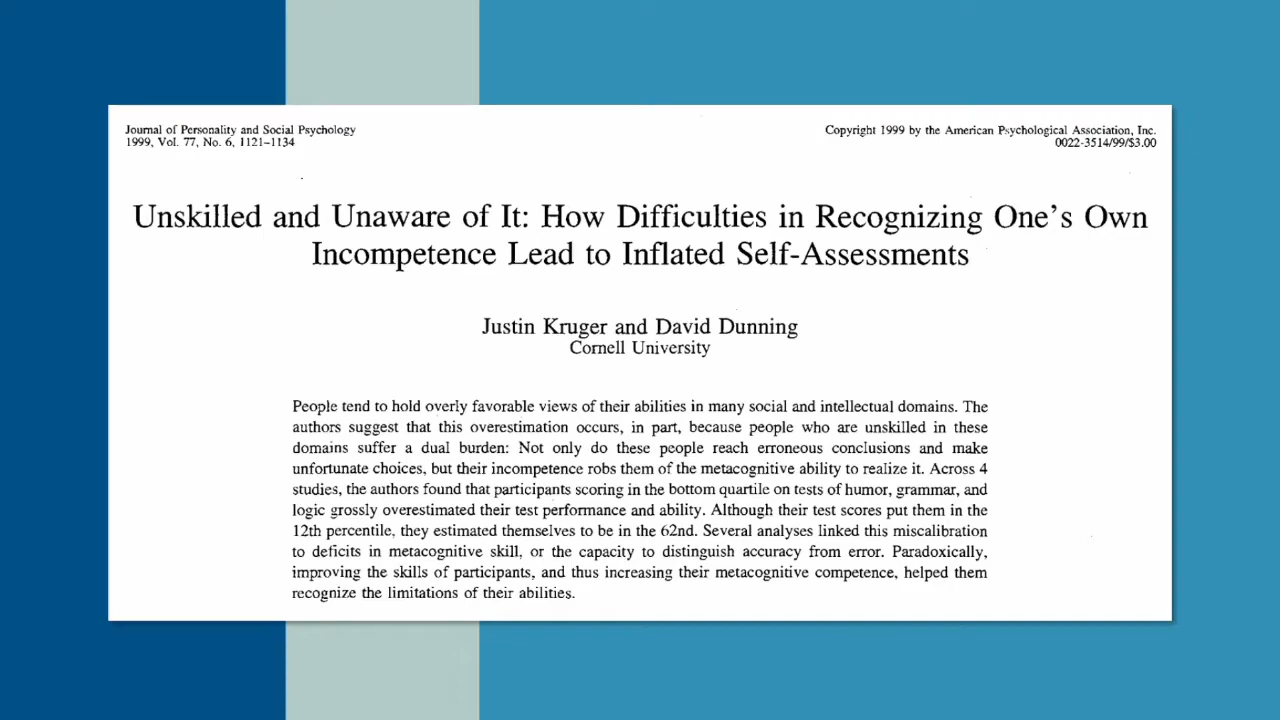 Journal of Personality and Social Psychology
1999, Vol. 77, No. 6, 1121–1134
Copyright 1999 by the American Psychological Association, Inc.
0022-3514/99/$3.00
Unskilled and Unaware of It: How Difficulties in Recognizing One's Own
Incompetence Lead to Inflated Self-Assessments
Justin Kruger and David Dunning
Cornell University
People tend to hold overly favorable views of their abilities in many social and intellectual domains. The
authors suggest that this overestimation occurs, in part, because people who are unskilled in these
domains suffer a dual burden: Not only do these people reach erroneous conclusions and make
unfortunate choices, but their incompetence robs them of the metacognitive ability to realize it. Across 4
studies, the authors found that participants scoring in the bottom quartile on tests of humor, grammar, and
logic grossly overestimated their test performance and ability. Although their test scores put them in the
12th percentile, they estimated themselves to be in the 62nd. Several analyses linked this miscalibration
to deficits in metacognitive skill, or the capacity to distinguish accuracy from error. Paradoxically,
improving the skills of participants, and thus increasing their metacognitive competence, helped them
recognize the limitations of their abilities.